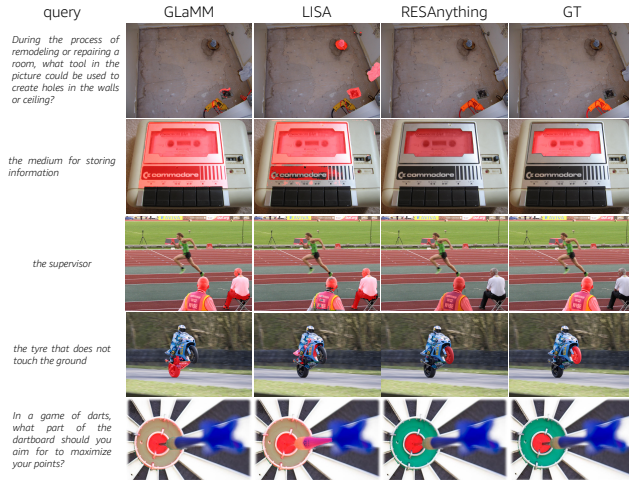 query GLaMM LISA RESAnything GT
During the process of
remodeling or repairing a
room, what tool in the
picture could be used to
create holes in the walls
or ceiling?
the medium for storing
information
commodore commodore commodore commodore
the supervisor
the tyre that does not
touch the ground
In a game of darts,
what part of the
dartboard should you
aim for to maximize
your points?